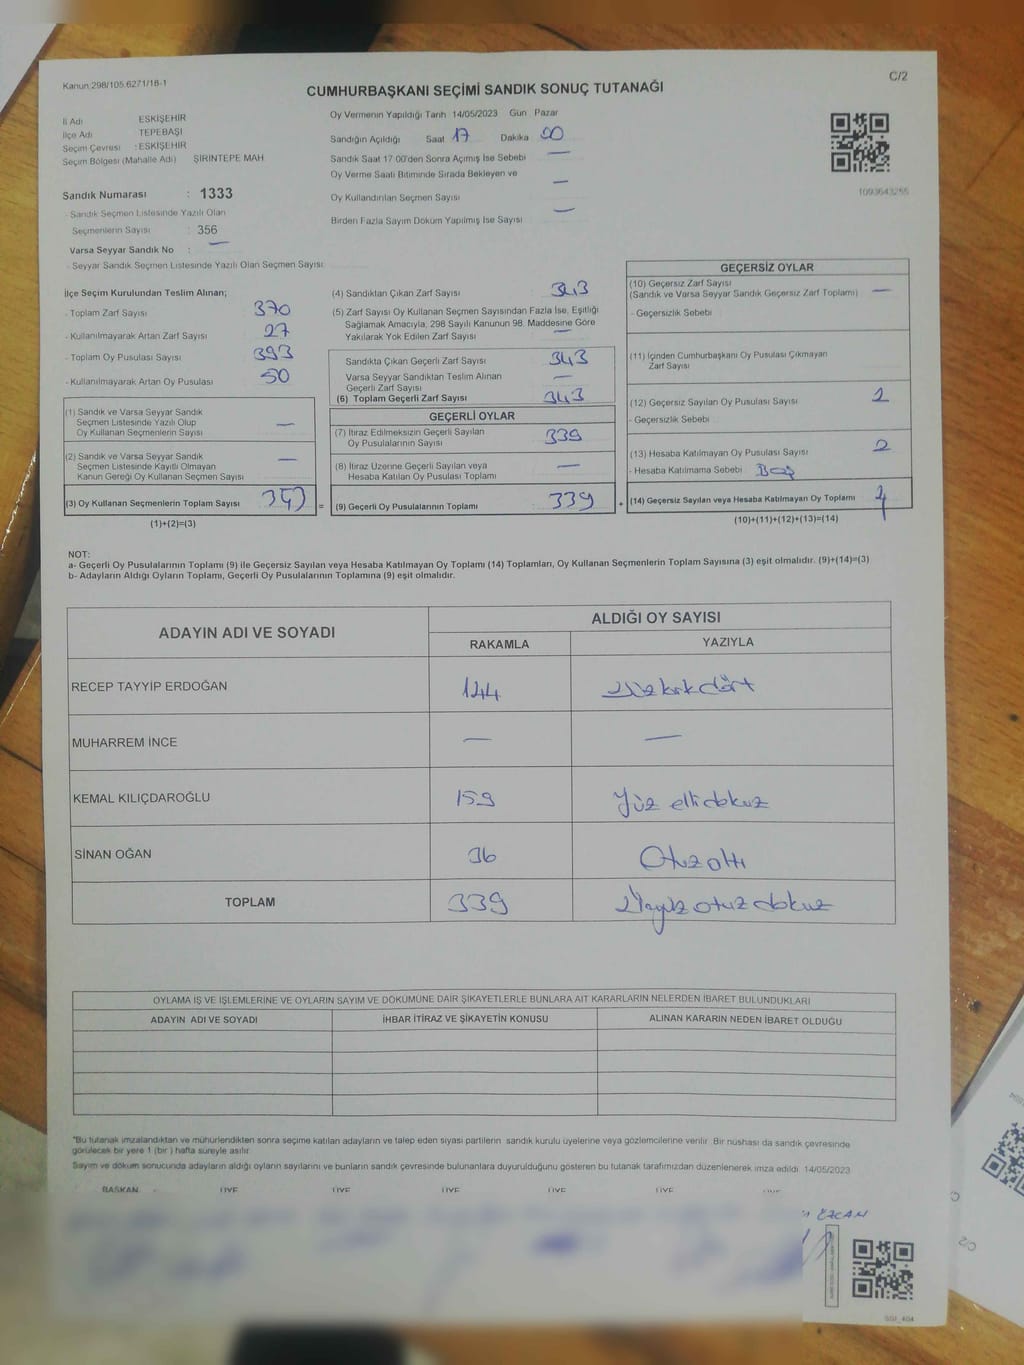 Kanun.298/105.6271/18-1
C/2
CUMHURBAŞKANI SEÇİMİ SANDIK SONUÇ TUTANAĞI
İl Adı ESKİŞEHİR
İlçe Adı TEPEBAŞI
Seçim Çevresi : ESKİŞEHİR
Seçim Bölgesi (Mahalle Adı) ŞİRİNTEPE MAH
Oy Vermenin Yapıldığı Tarih 14/05/2023 Gün Pazar
Sandığın Açıldığı Saat 17 Dakika 00
Sandık Saat 17 00'den Sonra Açımış İse Sebebi —
Oy Verme Saati Bitiminde Sırada Bekleyen ve
Oy Kullandırılan Seçmen Sayısı —
Birden Fazla Sayım Döküm Yapılmış İse Sayısı —
1093643255
Sandık Numarası : 1333
- Sandık Seçmen Listesinde Yazılı Olan
Seçmenlerin Sayısı : 356
Varsa Seyyar Sandık No : —
- Seyyar Sandık Seçmen Listesinde Yazılı Olan Seçmen Sayısı:
İlçe Seçim Kurulundan Teslim Alınan;
- Toplam Zarf Sayısı 370
- Kullanılmayarak Artan Zarf Sayısı 27
- Toplam Oy Pusulası Sayısı 393
- Kullanılmayarak Artan Oy Pusulası 50
(1) Sandık ve Varsa Seyyar Sandık
Seçmen Listesinde Yazılı Olup
Oy Kullanan Seçmenlerin Sayısı —
(2) Sandık ve Varsa Seyyar Sandık
Seçmen Listesinde Kayıtlı Olmayan
Kanun Gereği Oy Kullanan Seçmen Sayısı —
(3) Oy Kullanan Seçmenlerin Toplam Sayısı 343 =
(1)+(2)=(3)
(4) Sandıktan Çıkan Zarf Sayısı 343
(5) Zarf Sayısı Oy Kullanan Seçmen Sayısından Fazla İse, Eşitliği
Sağlamak Amacıyla, 298 Sayılı Kanunun 98. Maddesine Göre
Yakılarak Yok Edilen Zarf Sayısı —
Sandıkta Çıkan Geçerli Zarf Sayısı 343
Varsa Seyyar Sandıktan Teslim Alınan
Geçerli Zarf Sayısı —
(6) Toplam Geçerli Zarf Sayısı 343
GEÇERLİ OYLAR
(7) İtiraz Edilmeksizin Geçerli Sayılan
Oy Pusulalarının Sayısı 339
(8) İtiraz Üzerine Geçerli Sayılan veya
Hesaba Katılan Oy Pusulası Toplamı —
(9) Geçerli Oy Pusulalarının Toplamı : 339 +
GEÇERSİZ OYLAR
(10) Geçersiz Zarf Sayısı
(Sandık ve Varsa Seyyar Sandık Geçersiz Zarf Toplamı) —
- Geçersizlik Sebebi
(11) İçinden Cumhurbaşkanı Oy Pusulası Çıkmayan
Zarf Sayısı
(12) Geçersiz Sayılan Oy Pusulası Sayısı 2
- Geçersizlik Sebebi
(13) Hesaba Katılmayan Oy Pusulası Sayısı 2
- Hesaba Katılmama Sebebi Boş
(14) Geçersiz Sayılan veya Hesaba Katılmayan Oy Toplamı 4
(10)+(11)+(12)+(13)=(14)
NOT:
a- Geçerli Oy Pusulalarının Toplamı (9) ile Geçersiz Sayılan veya Hesaba Katılmayan Oy Toplamı (14) Toplamları, Oy Kullanan Seçmenlerin Toplam Sayısına (3) eşit olmalıdır. (9)+(14)=(3)
b- Adayların Aldığı Oyların Toplamı, Geçerli Oy Pusulalarının Toplamına (9) eşit olmalıdır.
ADAYIN ADI VE SOYADI
ALDIĞI OY SAYISI
RAKAMLA YAZIYLA
RECEP TAYYİP ERDOĞAN 144 Yüzkırkdört
MUHARREM İNCE — —
KEMAL KILIÇDAROĞLU 159 Yüz ellidokuz
SİNAN OĞAN 36 Otuzaltı
TOPLAM 339 Üçyüz otuz dokuz
OYLAMA İŞ VE İŞLEMLERİNE VE OYLARIN SAYIM VE DÖKÜMÜNE DAİR ŞİKAYETLERLE BUNLARA AİT KARARLARIN NELERDEN İBARET BULUNDUKLARI
ADAYIN ADI VE SOYADI İHBAR İTİRAZ VE ŞİKAYETİN KONUSU ALINAN KARARIN NEDEN İBARET OLDUĞU
"Bu tutanak imzalandıktan ve mühürlendikten sonra seçime katılan adayların ve talep eden siyasi partilerin sandık kurulu üyelerine veya gözlemcilerine verilir. Bir nüshası da sandık çevresinde
görülecek bir yere 1 (bir ) hafta süreyle asılır.
Sayım ve döküm sonucunda adayların aldığı oyların sayılarını ve bunların sandık çevresinde bulunanlara duyurulduğunu gösteren bu tutanak tarafımızdan düzenlenerek imza edildi. 14/05/2023
BAŞKAN ÜYE ÜYE ÜYE ÜYE ÜYE
ÖZCAN
C/2